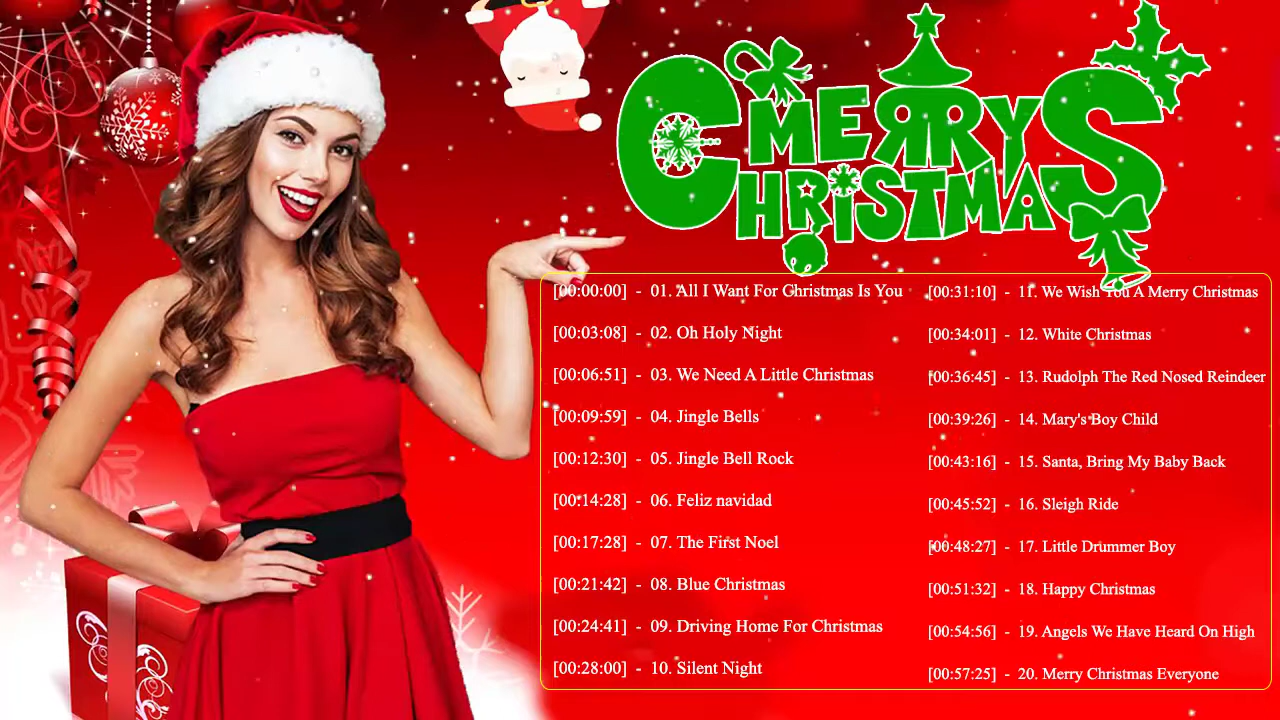 MERRY
CHRISTMAS
[00:00:00] - 01. All I Want For Christmas Is You
[00:03:08] - 02. Oh Holy Night
[00:06:51] - 03. We Need A Little Christmas
[00:09:59] - 04. Jingle Bells
[00:12:30] - 05. Jingle Bell Rock
[00:14:28] - 06. Feliz navidad
[00:17:28] - 07. The First Noel
[00:21:42] - 08. Blue Christmas
[00:24:41] - 09. Driving Home For Christmas
[00:28:00] - 10. Silent Night
[00:31:10] - 11. We Wish You A Merry Christmas
[00:34:01] - 12. White Christmas
[00:36:45] - 13. Rudolph The Red Nosed Reindeer
[00:39:26] - 14. Mary's Boy Child
[00:43:16] - 15. Santa, Bring My Baby Back
[00:45:52] - 16. Sleigh Ride
[00:48:27] - 17. Little Drummer Boy
[00:51:32] - 18. Happy Christmas
[00:54:56] - 19. Angels We Have Heard On High
[00:57:25] - 20. Merry Christmas Everyone